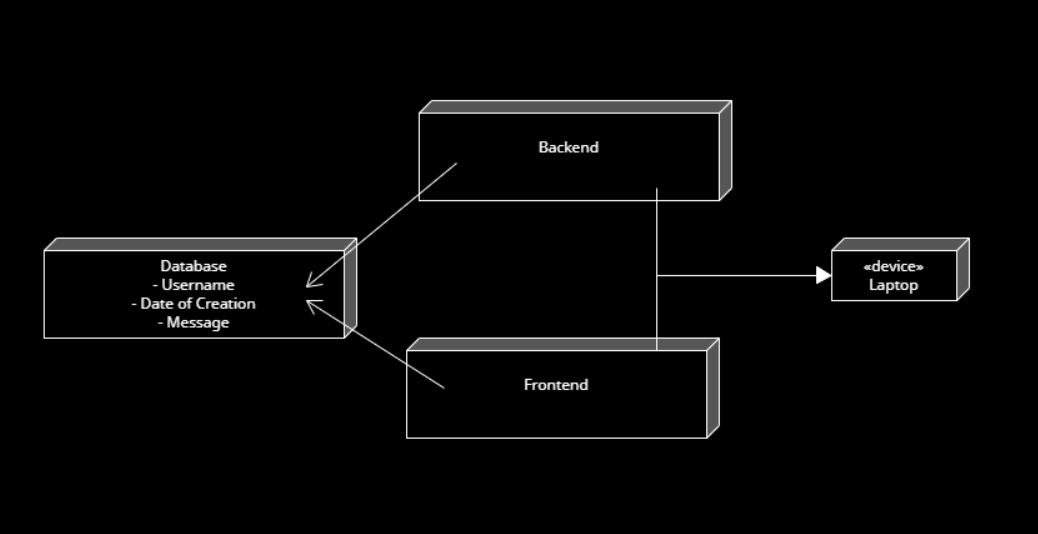 Backend
Database
- Username
- Date of Creation
- Message
«device»
Laptop
Frontend